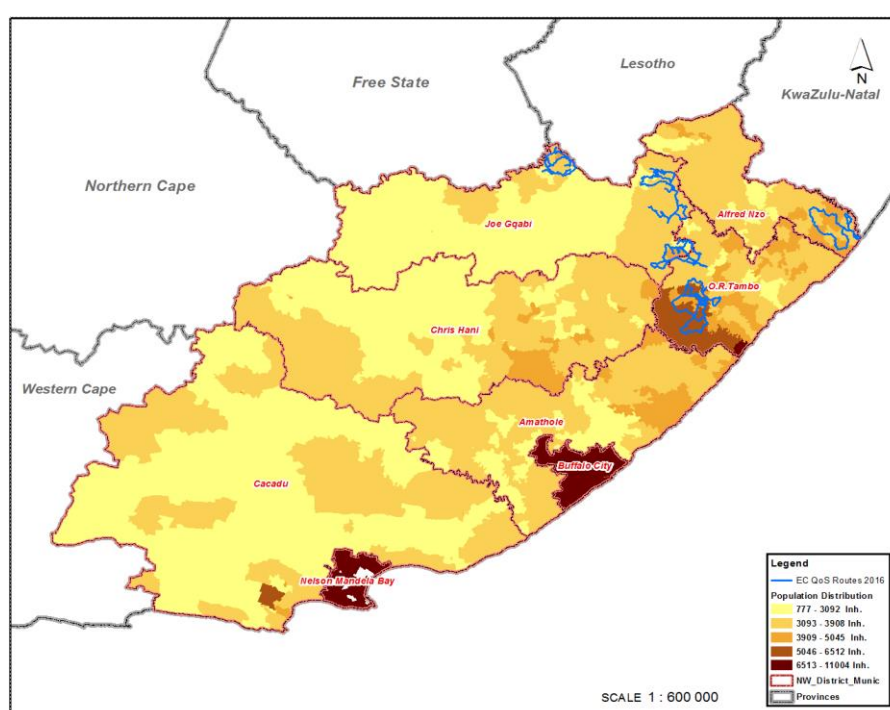 Free State
Lesotho
N
KwaZulu-Natal
Northern Cape
Joe Gqabi
Alfred Nzo
O.R.Tambo
Chris Hani
Western Cape
Amathole
Buffalo City
Cacadu
Nelson Mandela Bay
Legend
EC QoS Routes 2016
Population Distribution
777 - 3092 Inh.
3093 - 3908 Inh.
3909 - 5045 Inh.
5046 - 6512 Inh.
6513 - 11004 Inh.
NW_District_Munic
Provinces
SCALE 1 : 600 000